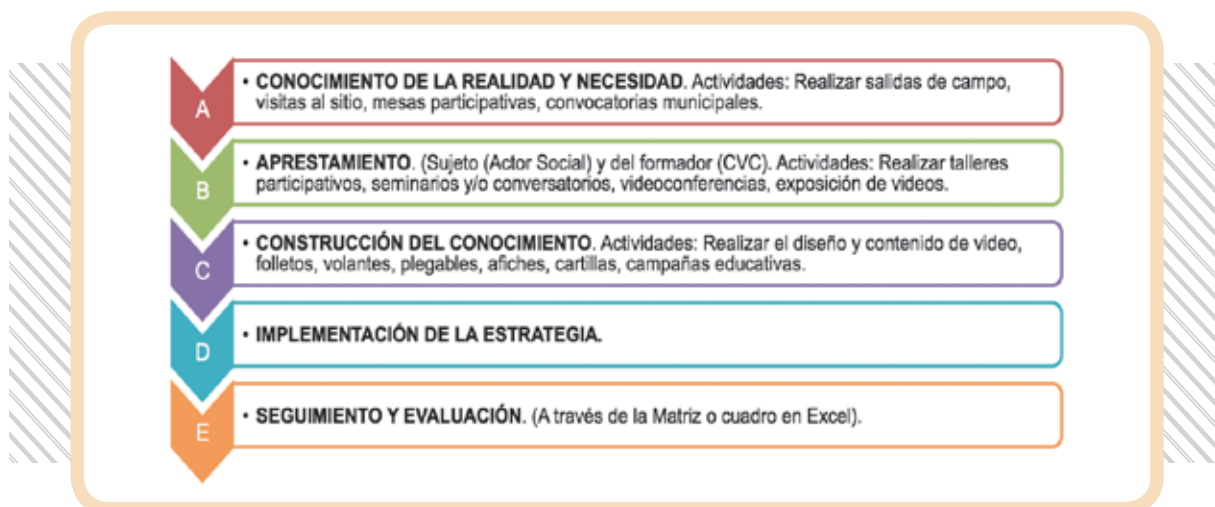 A
• CONOCIMIENTO DE LA REALIDAD Y NECESIDAD. Actividades: Realizar salidas de campo,
visitas al sitio, mesas participativas, convocatorias municipales.
B
• APRESTAMIENTO. (Sujeto (Actor Social) y del formador (CVC). Actividades: Realizar talleres
participativos, seminarios y/o conversatorios, videoconferencias, exposición de videos.
C
• CONSTRUCCIÓN DEL CONOCIMIENTO. Actividades: Realizar el diseño y contenido de video,
folletos, volantes, plegables, afiches, cartillas, campañas educativas.
D
• IMPLEMENTACIÓN DE LA ESTRATEGIA.
E
• SEGUIMIENTO Y EVALUACIÓN. (A través de la Matriz o cuadro en Excel).